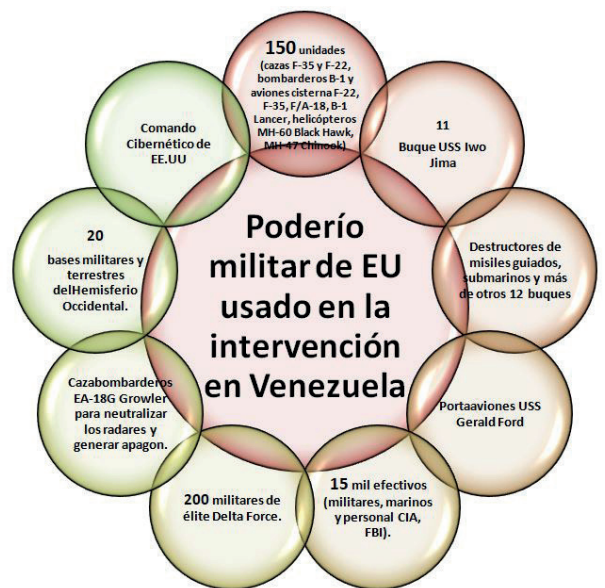 Poderío
militar de EU
usado en la
intervención
en Venezuela
150 unidades
(cazas F-35 y F-22,
bombarderos B-1 y
aviones cisterna F-22,
F-35, F/A-18, B-1
Lancer, helicópteros
MH-60 Black Hawk,
MH-47 Chinook)
11
Buque USS Iwo
Jima
Destructores de
misiles guiados,
submarinos y más
de otros 12 buques
Portaaviones USS
Gerald Ford
15 mil efectivos
(militares, marinos
y personal CIA,
FBI).
200 militares de
élite Delta Force.
Cazabombarderos
EA-18G Growler
para neutralizar
los radares y
generar apagon.
20
bases militares y
terrestres
delHemisferio
Occidental.
Comando
Cibernético de
EE.UU